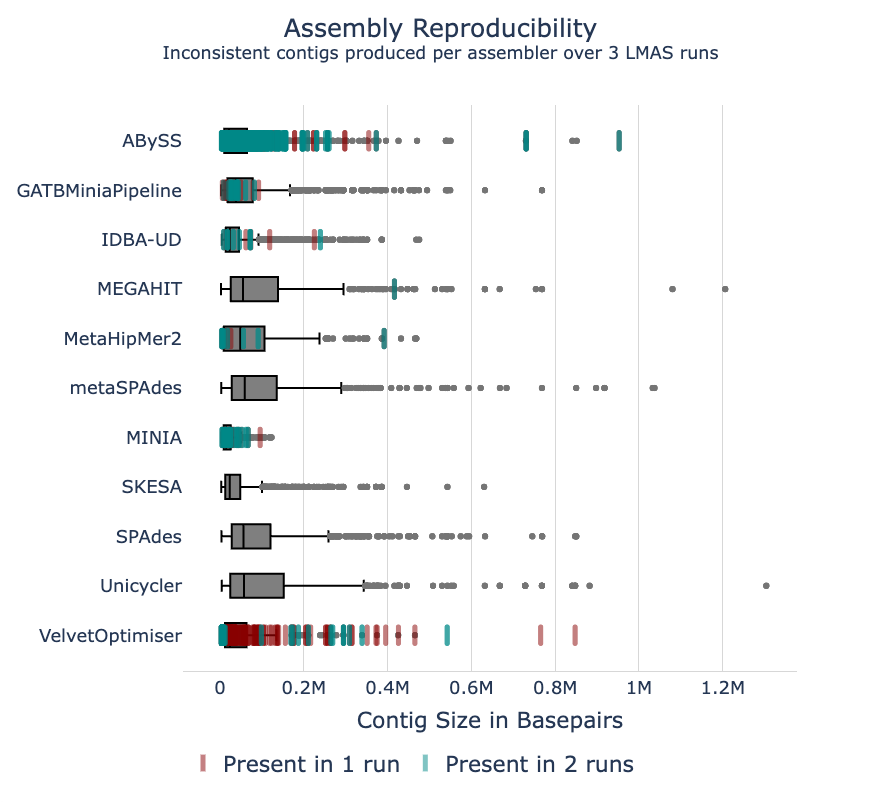 Assembly Reproducibility
Inconsistent contigs produced per assembler over 3 LMAS runs
ABySS
GATBMiniaPipeline
IDBA-UD
MEGAHIT
MetaHipMer2
metaSPAdes
MINIA
SKESA
SPAdes
Unicycler
VelvetOptimiser
0 0.2M 0.4M 0.6M 0.8M 1M 1.2M
Contig Size in Basepairs
Present in 1 run Present in 2 runs